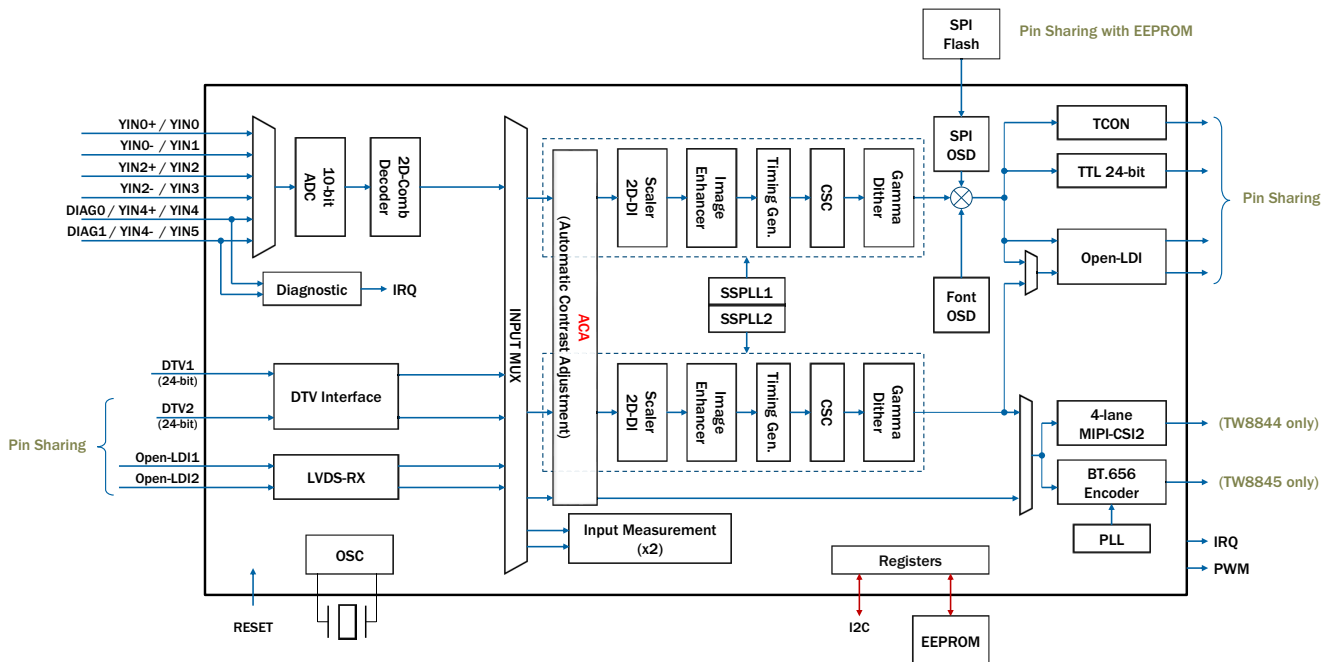 SPI
Flash
Pin Sharing with EEPROM
YIN0+ / YIN0
YIN0- / YIN1
YIN2+ / YIN2
YIN2- / YIN3
DIAG0 / YIN4+ / YIN4
DIAG1 / YIN4- / YIN5
10-bit
ADC
2D-Comb
Decoder
Diagnostic
IRQ
INPUT MUX
ACA
(Automatic Contrast Adjustment)
Scaler
2D-DI
Image
Enhancer
Timing Gen.
CSC
Gamma
Dither
SSPLL1
SSPLL2
SPI
OSD
Font
OSD
TCON
TTL 24-bit
Open-LDI
Pin Sharing
DTV1
(24-bit)
DTV2
(24-bit)
DTV Interface
Pin Sharing
Open-LDI1
Open-LDI2
LVDS-RX
Scaler
2D-DI
Image
Enhancer
Timing Gen.
CSC
Gamma
Dither
4-lane
MIPI-CSI2
(TW8844 only)
BT.656
Encoder
(TW8845 only)
PLL
Input Measurement
(x2)
OSC
Registers
IRQ
PWM
RESET
I2C
EEPROM